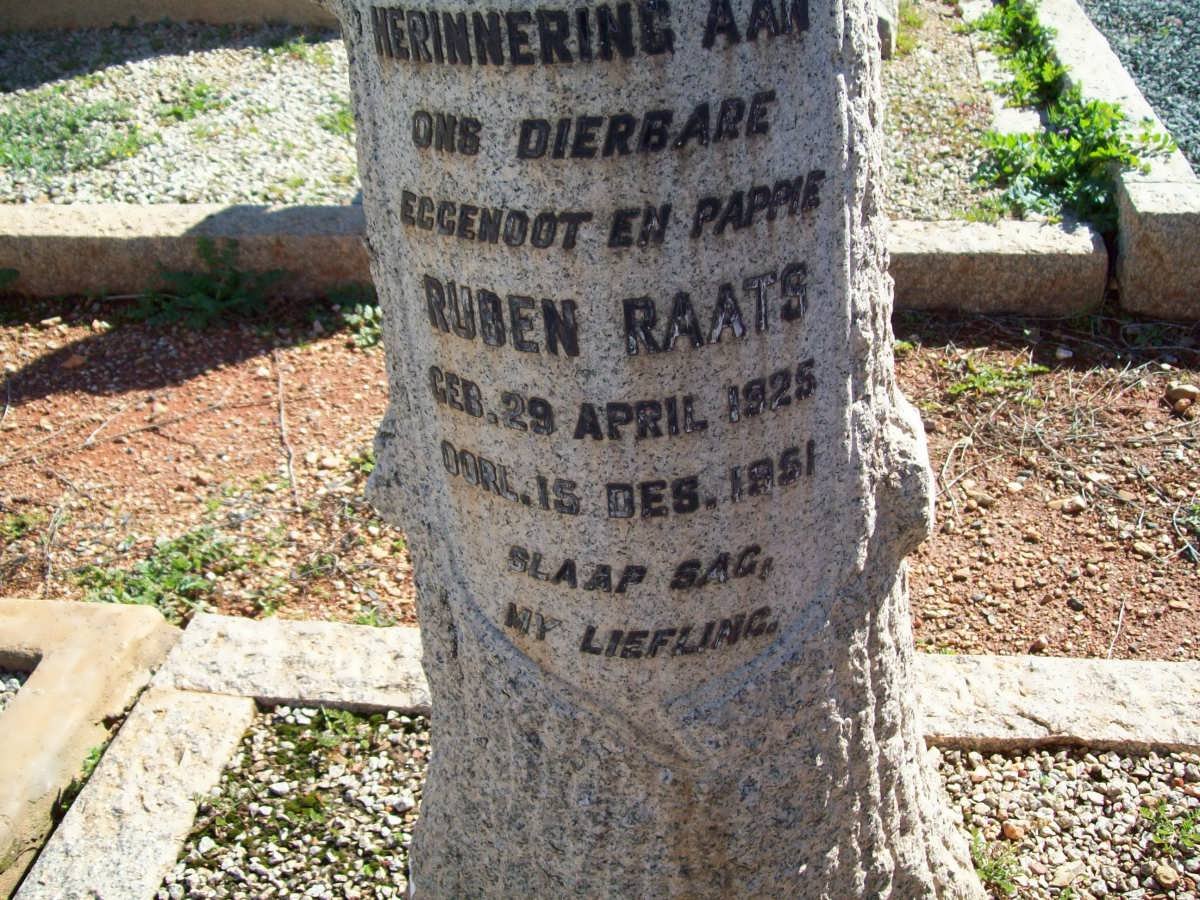 HERINNERING AAN
ONS DIERBARE
EGGENOOT EN PAPPIE
RUBEN RAATS
GEB. 29 APRIL 1925
OORL. 15 DES. 1951
SLAAP SAG,
MY LIEFLING.